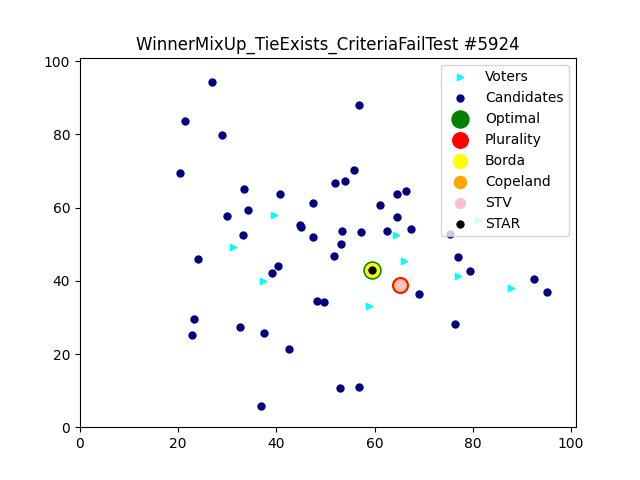 WinnerMixUp_TieExists_CriteriaFailTest #5924
100
80
60
40
20
0
0 20 40 60 80 100
Voters
Candidates
Optimal
Plurality
Borda
Copeland
STV
STAR